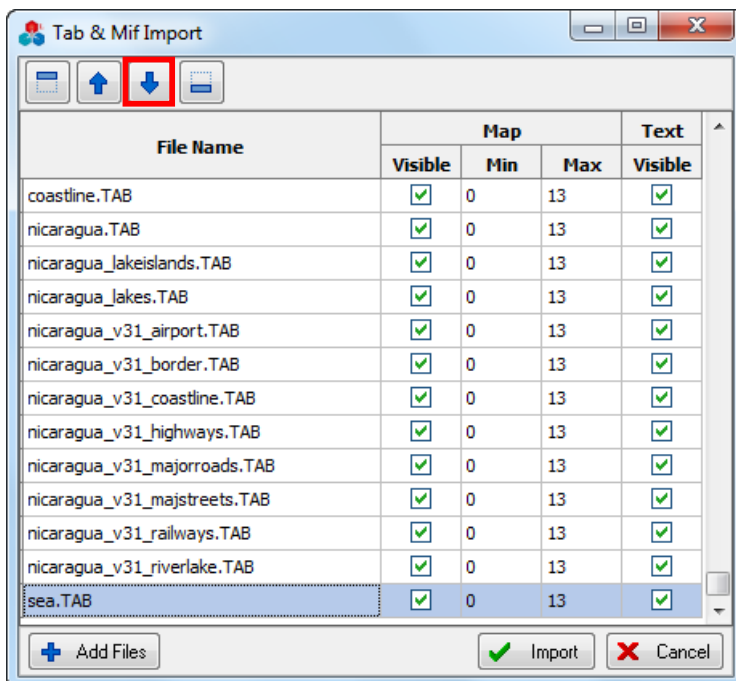 Tab & Mif Import
File Name Map Text
Visible Min Max Visible
coastline.TAB 0 13
nicaragua.TAB 0 13
nicaragua_lakeislands.TAB 0 13
nicaragua_lakes.TAB 0 13
nicaragua_v31_airport.TAB 0 13
nicaragua_v31_border.TAB 0 13
nicaragua_v31_coastline.TAB 0 13
nicaragua_v31_highways.TAB 0 13
nicaragua_v31_majorroads.TAB 0 13
nicaragua_v31_majstreets.TAB 0 13
nicaragua_v31_railways.TAB 0 13
nicaragua_v31_riverlake.TAB 0 13
sea.TAB 0 13
Add Files Import Cancel